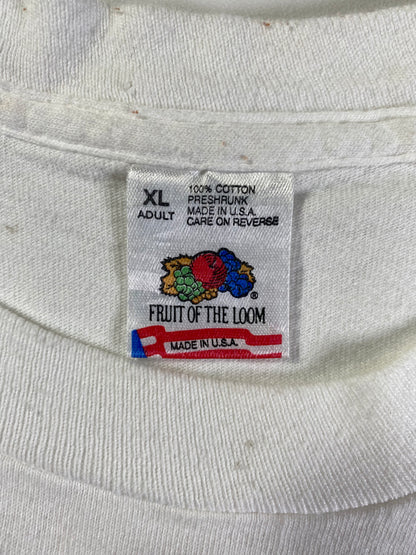 XL
ADULT
100% COTTON
PRESHRUNK
MADE IN U.S.A.
CARE ON REVERSE
®
FRUIT OF THE LOOM
MADE IN U.S.A.